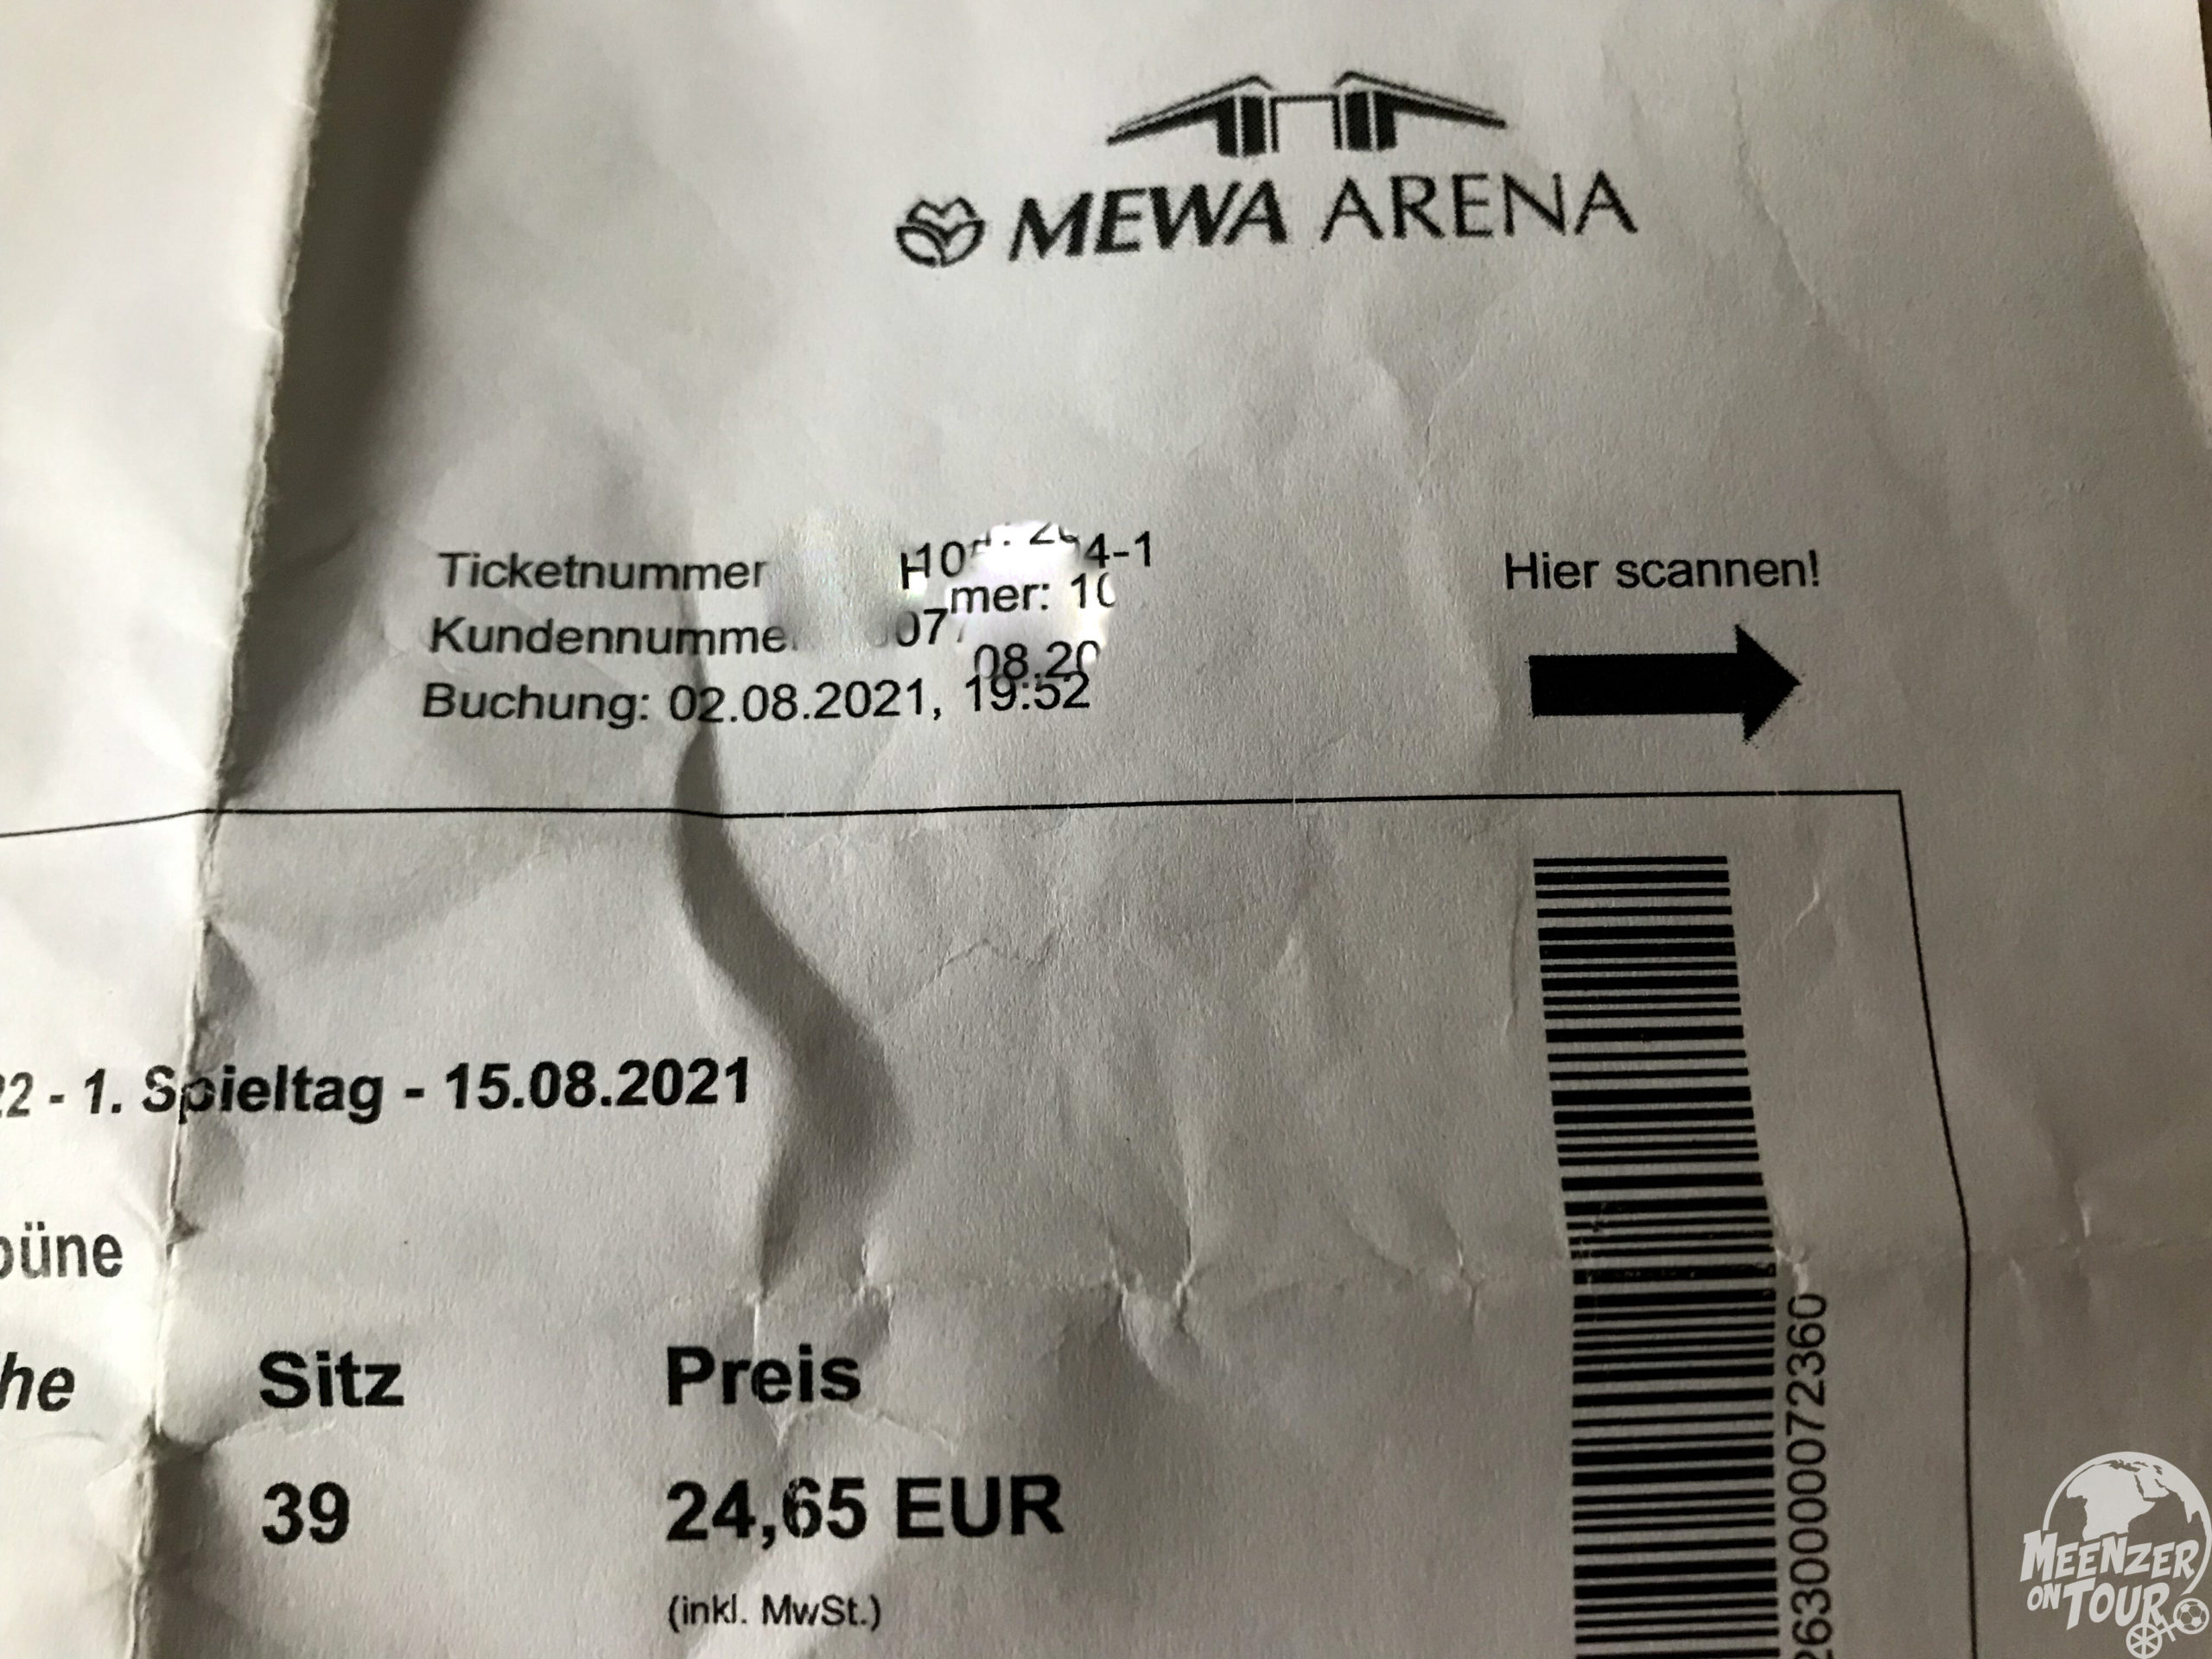 MEWA ARENA
Ticketnummer
Hier scannen!
Buchung: 02.08.2021, 19:52
- 1. Spieltag - 15.08.2021
Sitz Preis
39 24,65 EUR
(inkl. MwSt.)
2630000072360
MEENZER
ON TOUR